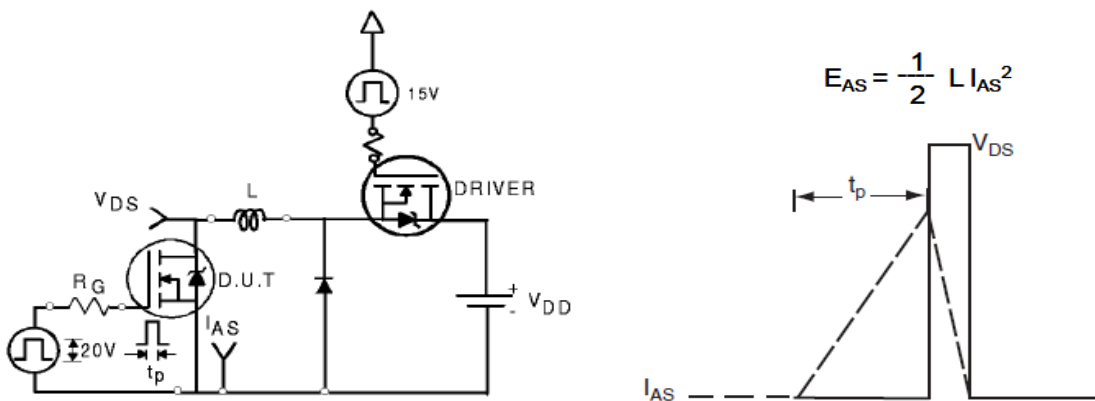 15V
DRIVER
L
VDS
D.U.T
RG
IAS
20V
tp
+
-
VDD
EAS = 1/2 L IAS²
VDS
tp
IAS